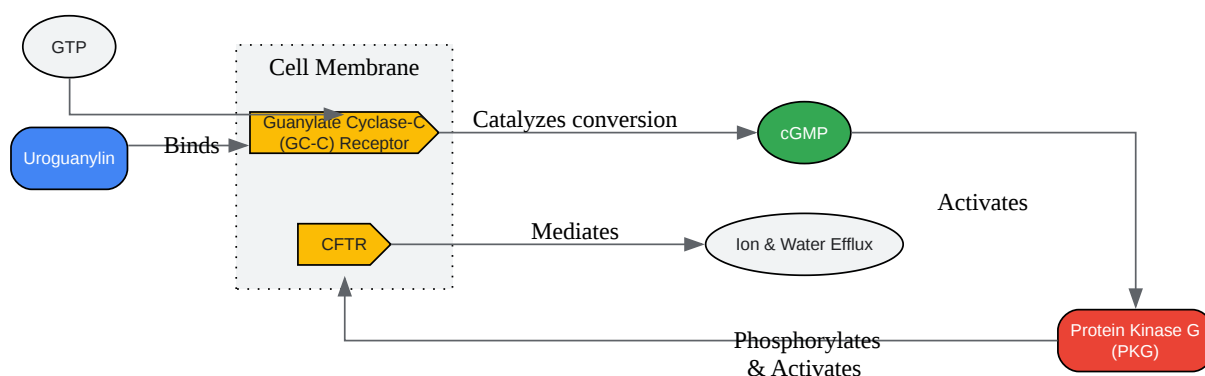 GTP
Cell Membrane
Guanylate Cyclase-C
(GC-C) Receptor
Catalyzes conversion
cGMP
Uroguanylin
Binds
Activates
CFTR
Mediates
Ion & Water Efflux
Protein Kinase G
(PKG)
Phosphorylates
& Activates